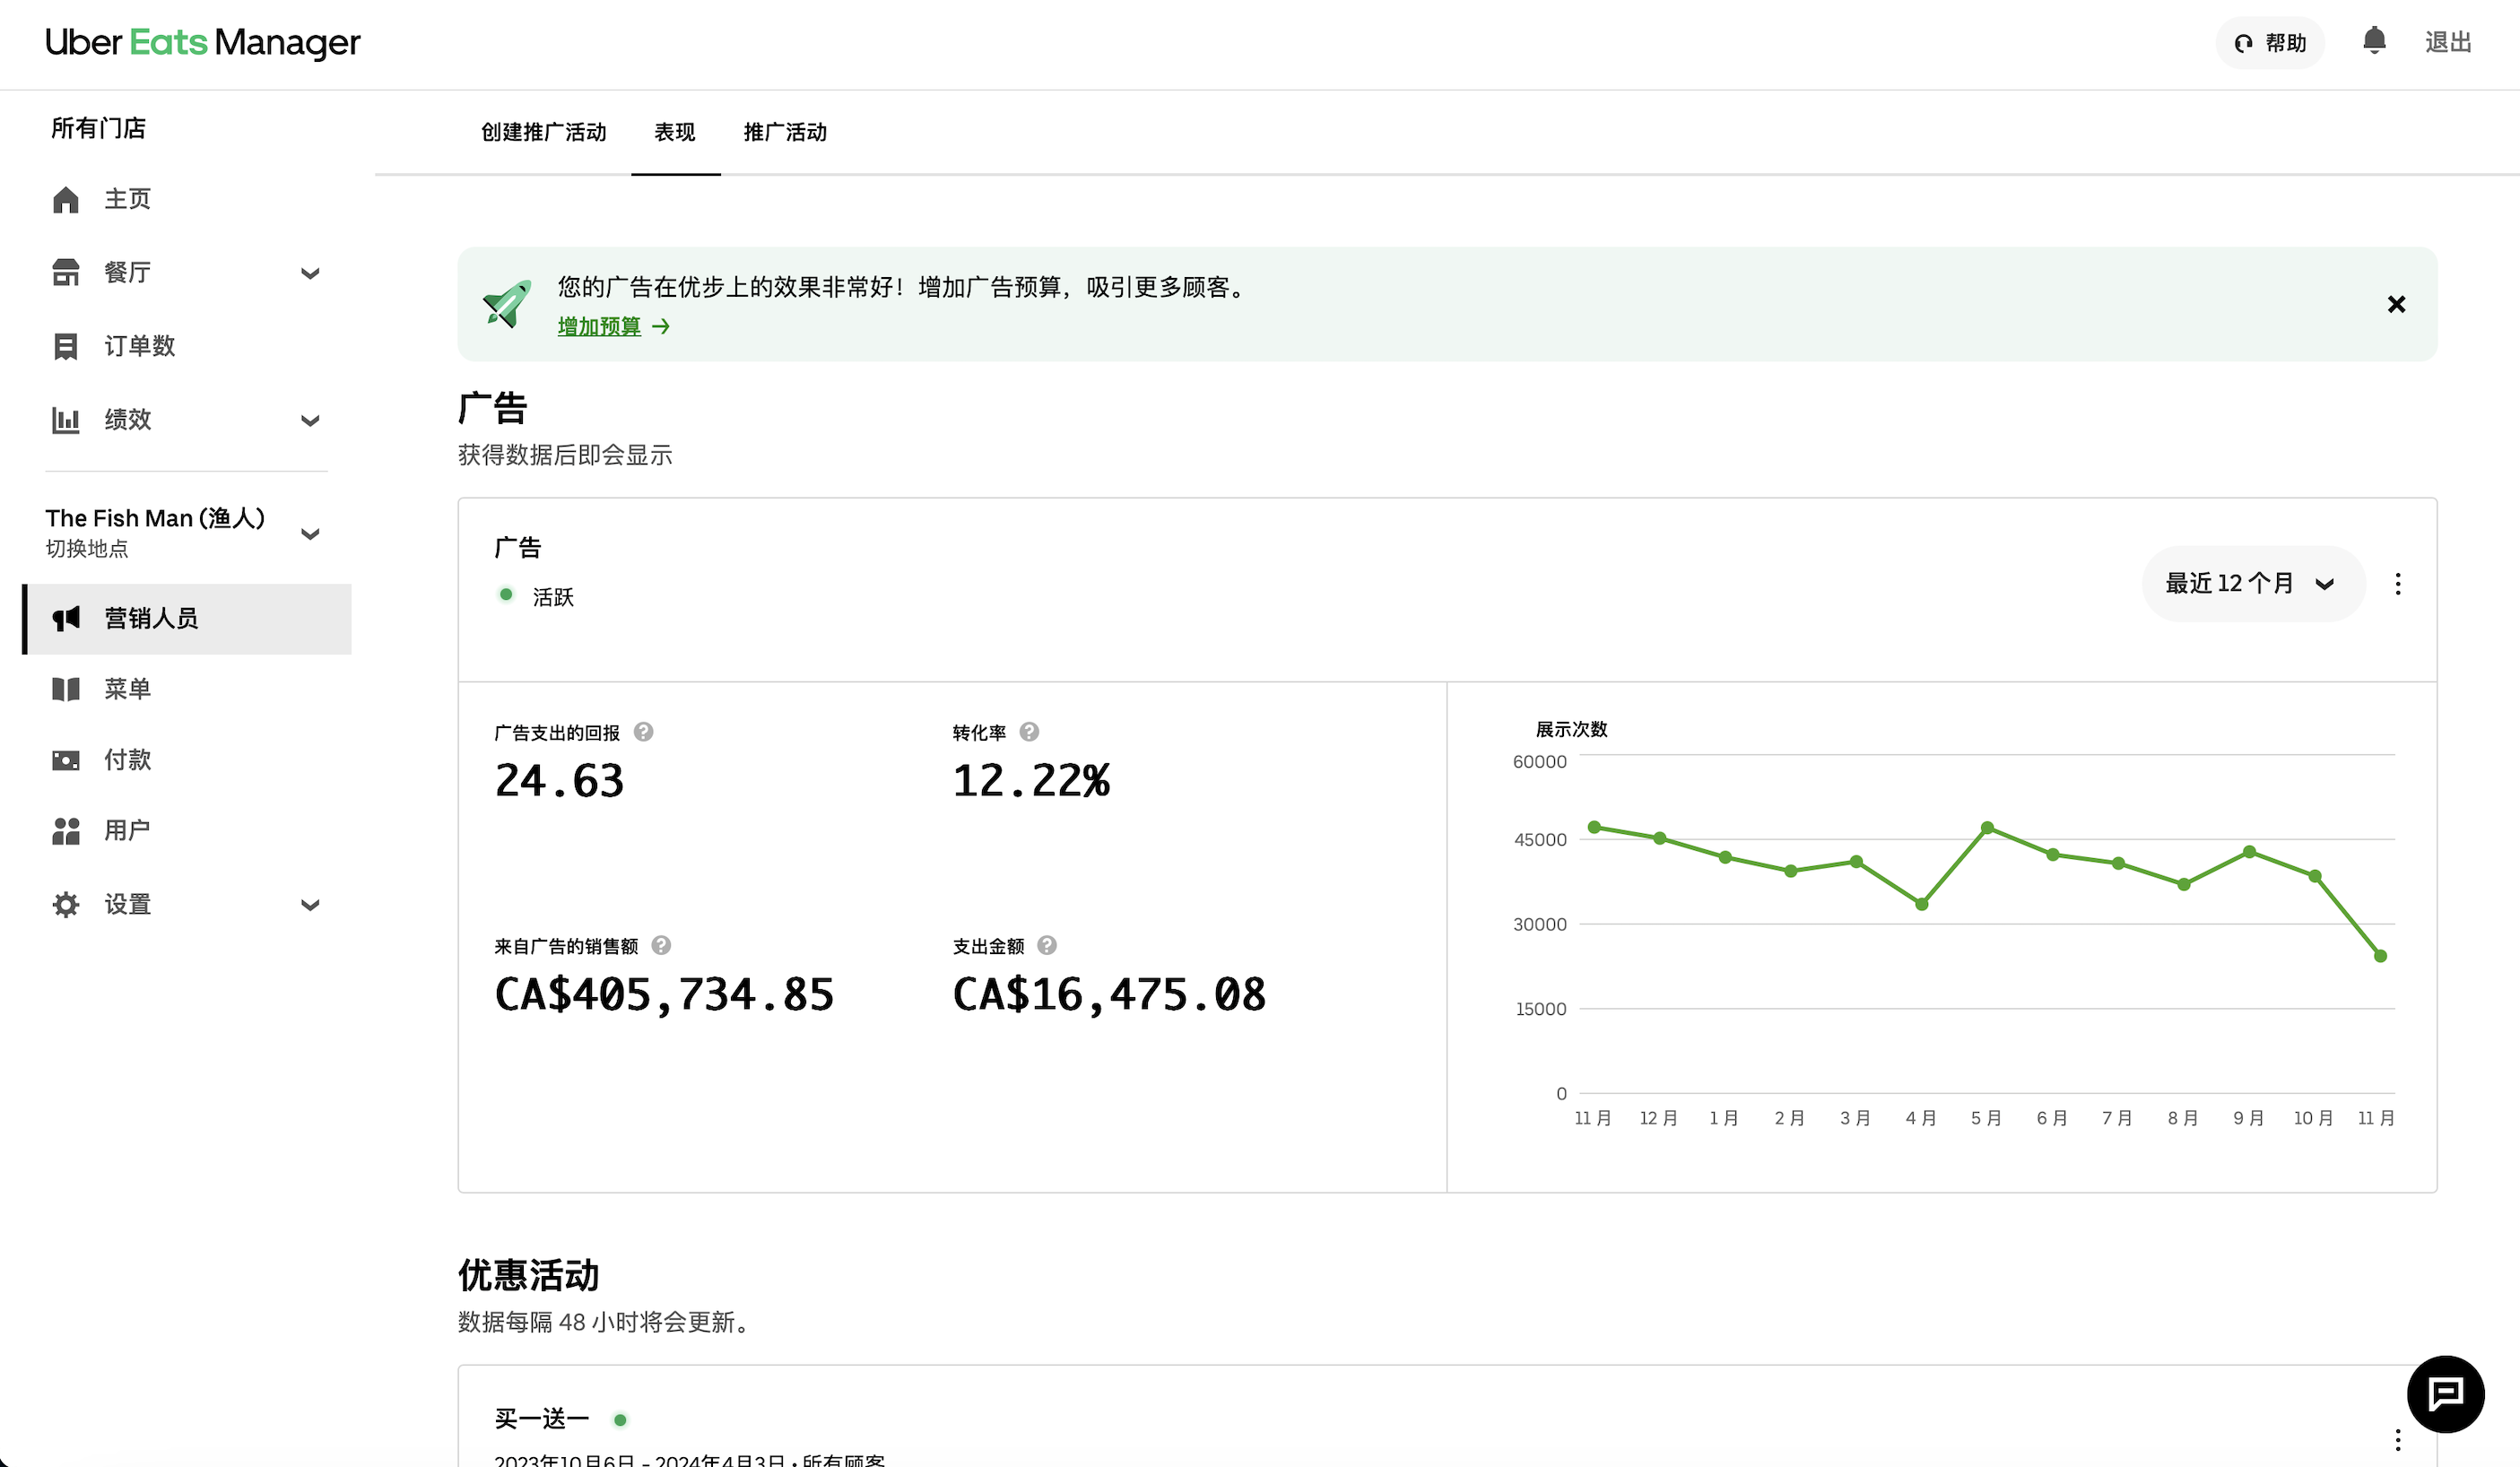 Uber Eats Manager
帮助
退出
所有门店
主页
餐厅
订单数
绩效
The Fish Man (渔人)
切换地点
营销人员
菜单
付款
用户
设置
创建推广活动 表现 推广活动
您的广告在优步上的效果非常好！增加广告预算，吸引更多顾客。
增加预算 →
广告
获得数据后即会显示
广告
活跃
最近 12 个月
广告支出的回报
24.63
转化率
12.22%
来自广告的销售额
CA$405,734.85
支出金额
CA$16,475.08
展示次数
60000
45000
30000
15000
0
11 月 12 月 1 月 2 月 3 月 4 月 5 月 6 月 7 月 8 月 9 月 10 月 11 月
优惠活动
数据每隔 48 小时将会更新。
买一送一
2023年10月6日 - 2024年4月3日 • 所有顾客